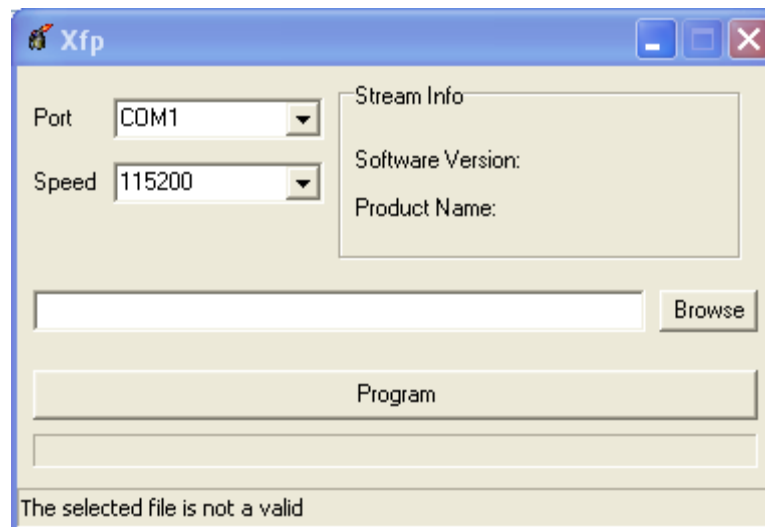 Xfp
Port COM1
Stream Info
Speed 115200
Software Version:
Product Name:
Browse
Program
The selected file is not a valid